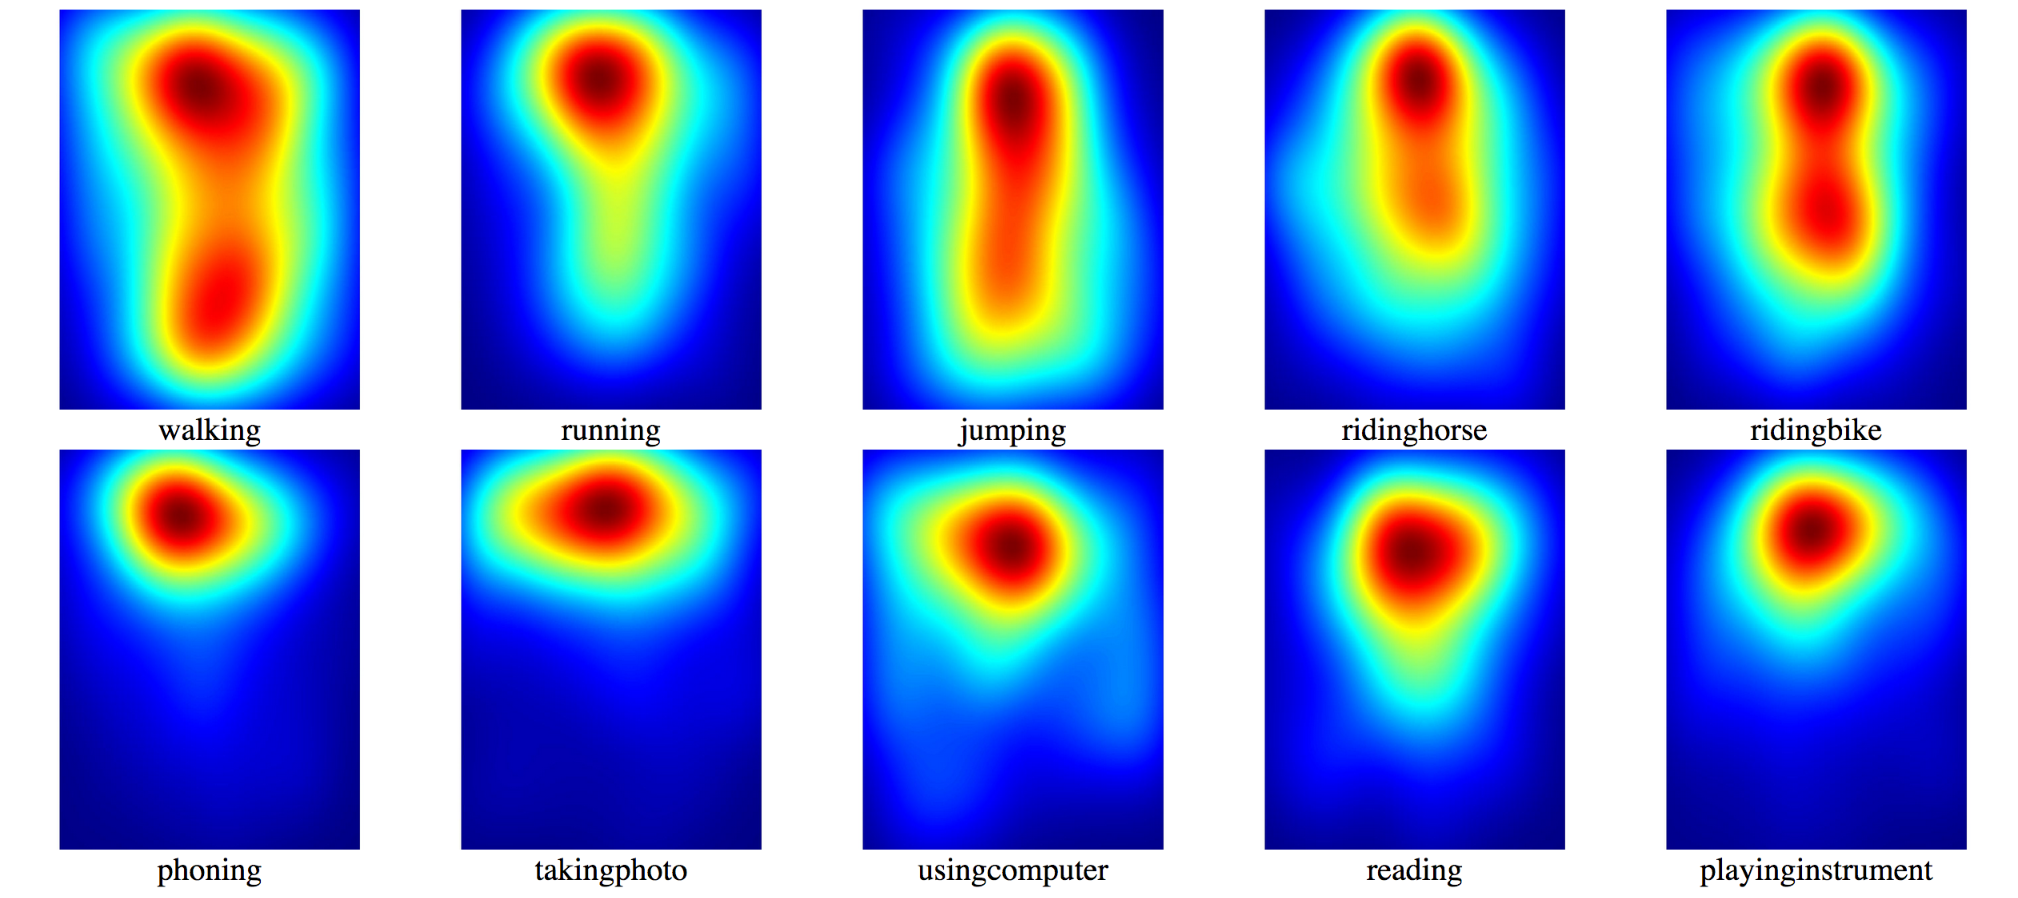 walking
running
jumping
ridinghorse
ridingbike
phoning
takingphoto
usingcomputer
reading
playinginstrument